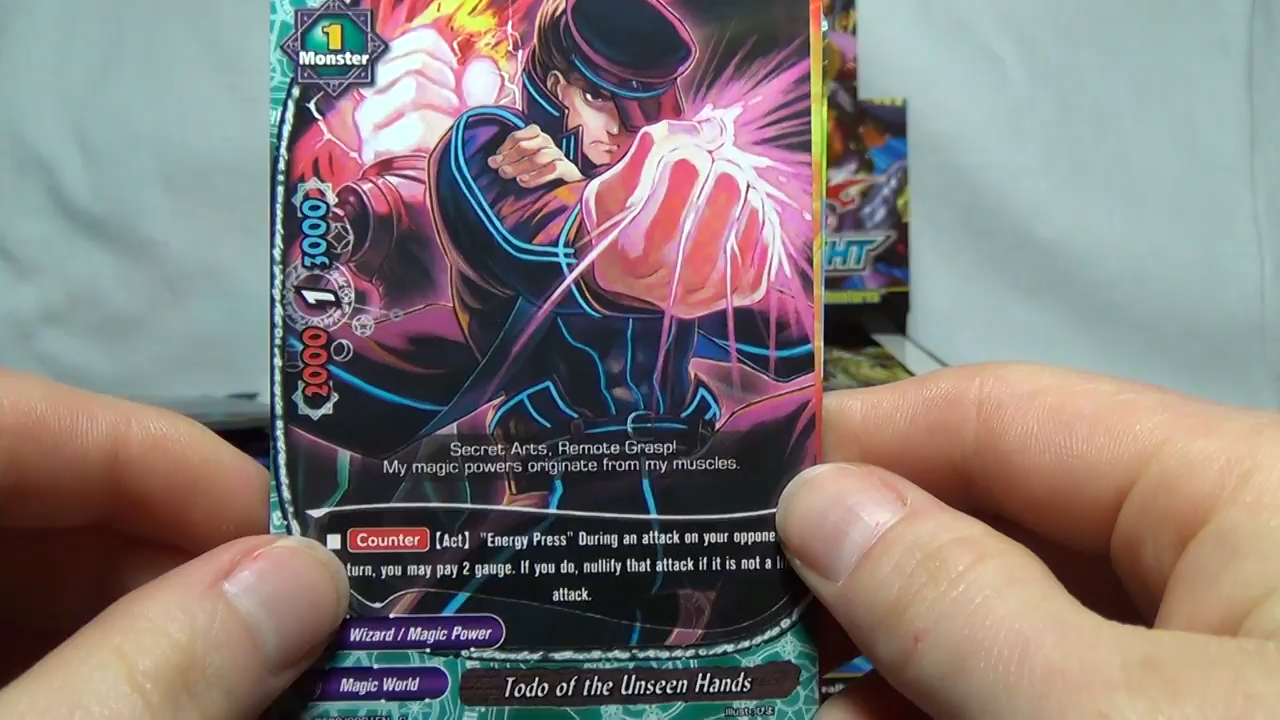 1
Monster
3000
1
2000
Secret Arts, Remote Grasp!
My magic powers originate from my muscles.
■ Counter 【Act】 "Energy Press" During an attack on your oppone
turn, you may pay 2 gauge. If you do, nullify that attack if it is not a
attack.
Wizard / Magic Power
Magic World
Todo of the Unseen Hands